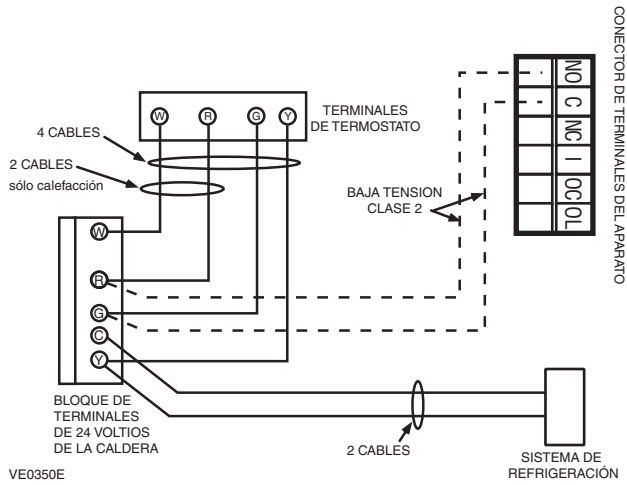 CONECTOR DE TERMINALES DEL APARATO
NO
C
NC
I
OC
OL
W R G Y
TERMINALES
DE TERMOSTATO
4 CABLES
2 CABLES
sólo calefacción
BAJA TENSION
CLASE 2
W
R
G
C
Y
BLOQUE DE
TERMINALES
DE 24 VOLTIOS
DE LA CALDERA
2 CABLES
SISTEMA DE
REFRIGERACIÓN
VE0350E